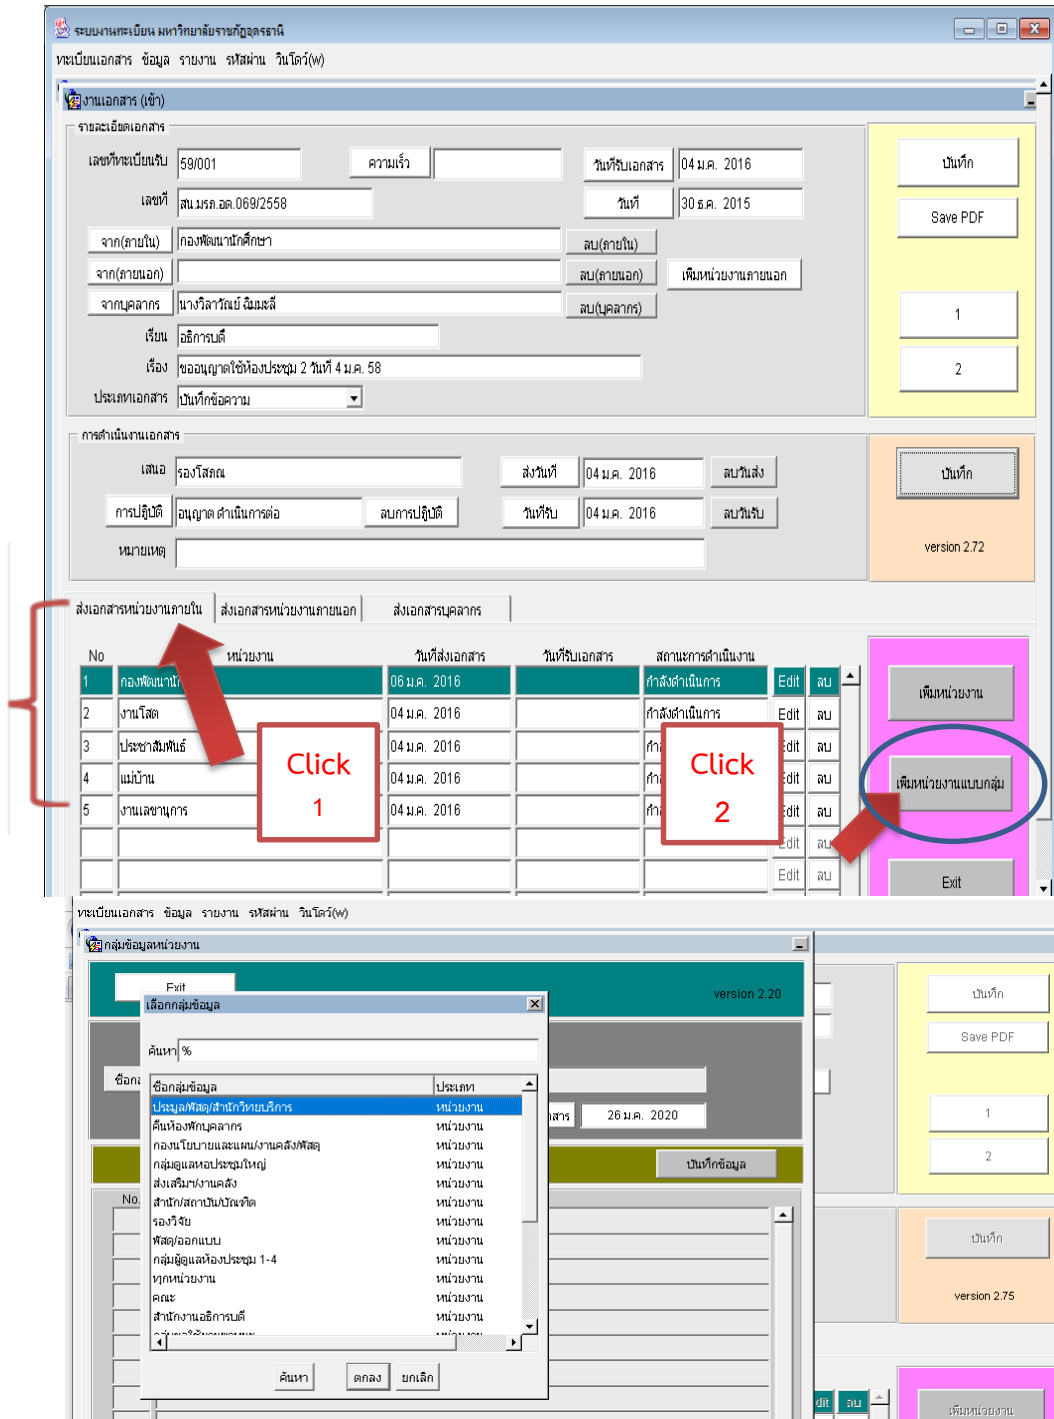 ระบบงานทะเบียน มหาวิทยาลัยราชภัฏอุดรธานี
ทะเบียนเอกสาร ข้อมูล รายงาน รหัสผ่าน วินโดว์(w)
งานเอกสาร (เข้า)
รายละเอียดเอกสาร
เลขที่ทะเบียนรับ 59/001 ความเร็ว วันที่รับเอกสาร 04 ม.ค. 2016 บันทึก
เลขที่ สน.มรภ.อด.069/2558 วันที่ 30 ธ.ค. 2015 Save PDF
จาก(ภายใน) กองพัฒนานักศึกษา ลบ(ภายใน)
จาก(ภายนอก) ลบ(ภายนอก) เพิ่มหน่วยงานภายนอก
จากบุคลากร นางวิลาวัณย์ ฉิมมะลี ลบ(บุคลากร) 1
เรียน อธิการบดี
เรื่อง ขออนุญาตใช้ห้องประชุม 2 วันที่ 4 ม.ค. 58 2
ประเภทเอกสาร บันทึกข้อความ
การดำเนินงานเอกสาร
เสนอ รองโสภณ ส่งวันที่ 04 ม.ค. 2016 ลบวันส่ง บันทึก
การปฏิบัติ อนุญาต ดำเนินการต่อ ลบการปฏิบัติ วันที่รับ 04 ม.ค. 2016 ลบวันรับ
หมายเหตุ version 2.72
ส่งเอกสารหน่วยงานภายใน ส่งเอกสารหน่วยงานภายนอก ส่งเอกสารบุคลากร
No หน่วยงาน วันที่ส่งเอกสาร วันที่รับเอกสาร สถานะการดำเนินงาน
1 กองพัฒนานั 06 ม.ค. 2016 กำลังดำเนินการ Edit ลบ เพิ่มหน่วยงาน
2 งานโสต 04 ม.ค. 2016 กำลังดำเนินการ Edit ลบ
3 ประชาสัมพันธ์ 04 ม.ค. 2016 Edit ลบ
4 แม่บ้าน 04 ม.ค. 2016 Edit ลบ เพิ่มหน่วยงานแบบกลุ่ม
5 งานเลขานุการ 04 ม.ค. 2016 Edit ลบ
Click
1
Click
2
Edit ลบ
Edit ลบ Exit
ทะเบียนเอกสาร ข้อมูล รายงาน รหัสผ่าน วินโดว์(w)
กลุ่มข้อมูลหน่วยงาน
Exit version 2.20 บันทึก
เลือกกลุ่มข้อมูล
Save PDF
ค้นหา %
ชื่อกลุ่มข้อมูล ประเภท
ประมูล/พัสดุ/สำนักวิทยบริการ หน่วยงาน 26 ม.ค. 2020 1
คืนห้องพักบุคลากร หน่วยงาน
กองนโยบายและแผน/งานคลัง/พัสดุ หน่วยงาน
กลุ่มดูแลหอประชุมใหญ่ หน่วยงาน บันทึกข้อมูล 2
ส่งเสริมฯ/งานคลัง หน่วยงาน
No. สำนัก/สถาบัน/บัณฑิต หน่วยงาน
รองวิจัย หน่วยงาน
พัสดุ/ออกแบบ หน่วยงาน บันทึก
กลุ่มผู้ดูแลห้องประชุม 1-4 หน่วยงาน
ทุกหน่วยงาน หน่วยงาน
คณะ หน่วยงาน version 2.75
สำนักงานอธิการบดี หน่วยงาน
ค้นหา ตกลง ยกเลิก
ลบ เพิ่มหน่วยงาน